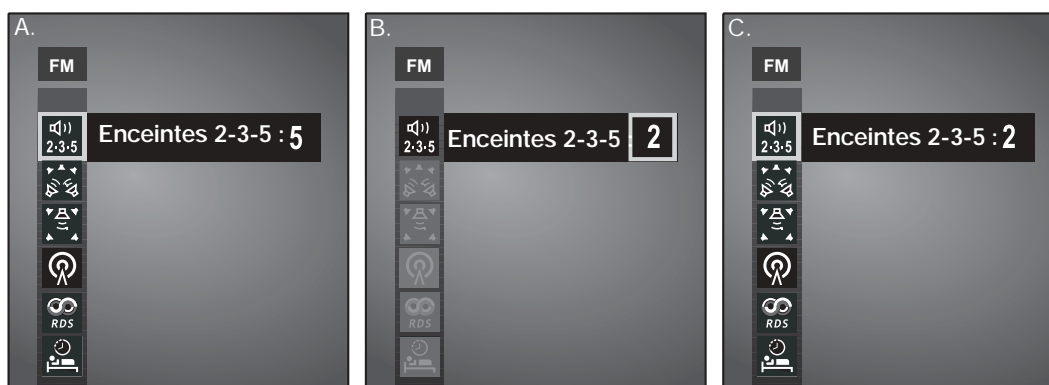 A.
FM
2·3·5
Enceintes 2-3-5 : 5
RDS
B.
FM
2·3·5
Enceintes 2-3-5 : 2
RDS
C.
FM
2·3·5
Enceintes 2-3-5 : 2
RDS